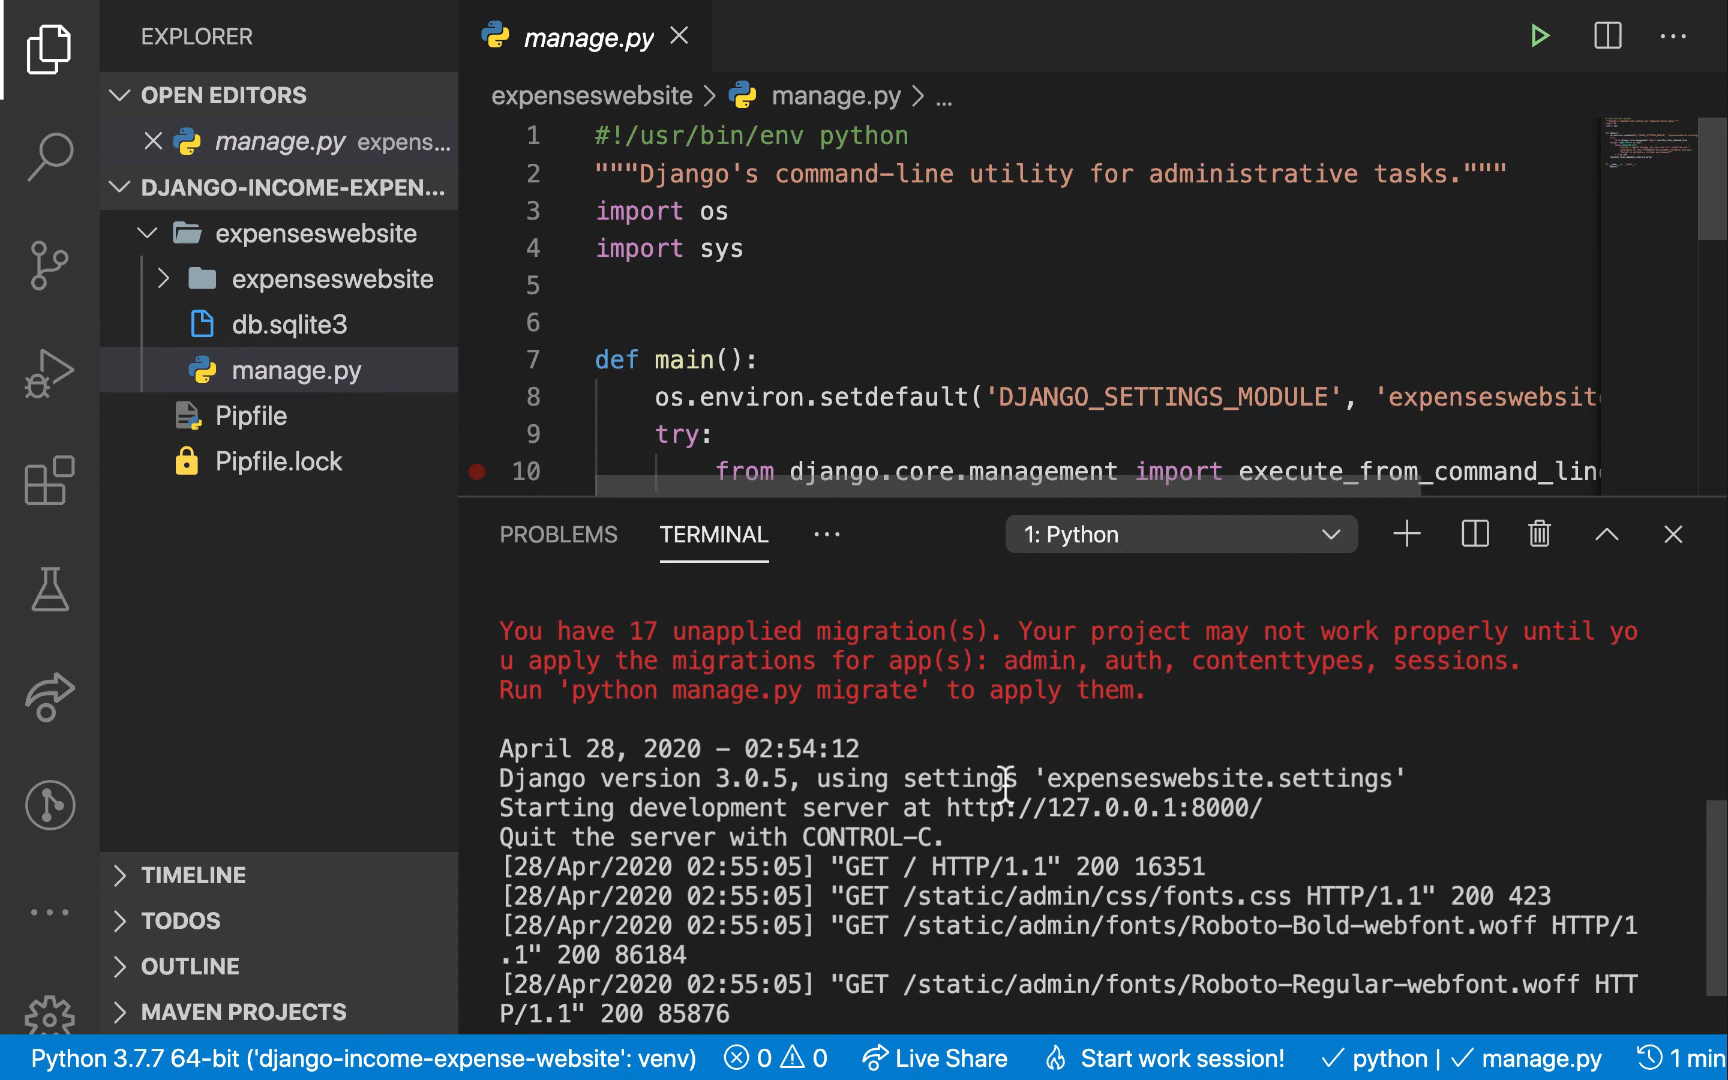 EXPLORER
OPEN EDITORS
manage.py expens...
DJANGO-INCOME-EXPEN...
expenseswebsite
expenseswebsite
db.sqlite3
manage.py
Pipfile
Pipfile.lock
TIMELINE
TODOS
OUTLINE
MAVEN PROJECTS
manage.py
expenseswebsite > manage.py > ...
1 #!/usr/bin/env python
2 """Django's command-line utility for administrative tasks."""
3 import os
4 import sys
5
6
7 def main():
8 os.environ.setdefault('DJANGO_SETTINGS_MODULE', 'expenseswebsite
9 try:
10 from django.core.management import execute_from_command_line
PROBLEMS TERMINAL ... 1: Python
You have 17 unapplied migration(s). Your project may not work properly until yo
u apply the migrations for app(s): admin, auth, contenttypes, sessions.
Run 'python manage.py migrate' to apply them.
April 28, 2020 - 02:54:12
Django version 3.0.5, using settings 'expenseswebsite.settings'
Starting development server at http://127.0.0.1:8000/
Quit the server with CONTROL-C.
[28/Apr/2020 02:55:05] "GET / HTTP/1.1" 200 16351
[28/Apr/2020 02:55:05] "GET /static/admin/css/fonts.css HTTP/1.1" 200 423
[28/Apr/2020 02:55:05] "GET /static/admin/fonts/Roboto-Bold-webfont.woff HTTP/1
.1" 200 86184
[28/Apr/2020 02:55:05] "GET /static/admin/fonts/Roboto-Regular-webfont.woff HTT
P/1.1" 200 85876
Python 3.7.7 64-bit ('django-income-expense-website': venv) 0 0 Live Share Start work session! python | manage.py 1 min